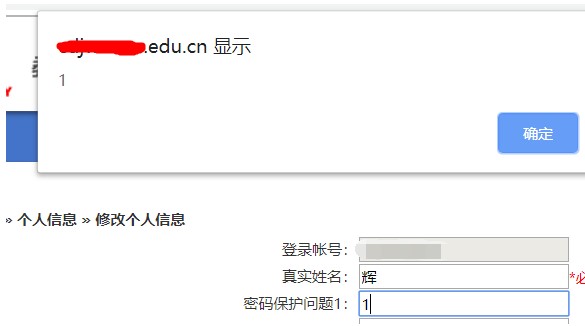 .edu.cn 显示
1
确定
» 个人信息 » 修改个人信息
登录帐号:
真实姓名: 辉 *必
密码保护问题1: 1